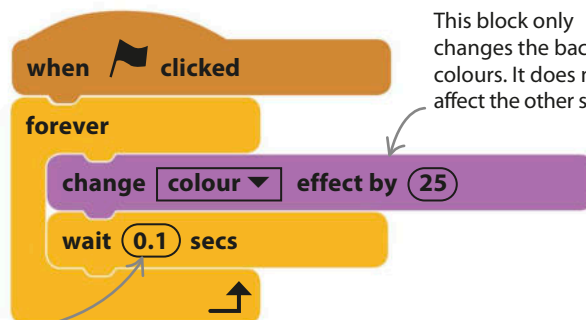 This block only
changes the bac
colours. It does
affect the other
when clicked
forever
change colour effect by 25
wait 0.1 secs